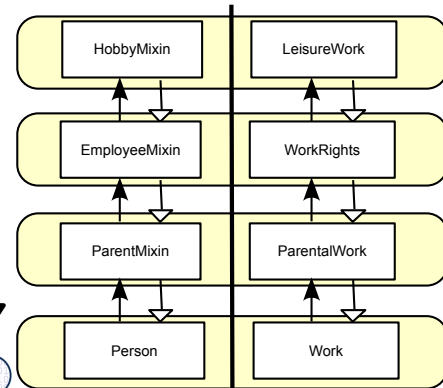 HobbyMixin LeisureWork
EmployeeMixin WorkRights
ParentMixin ParentalWork
Person Work